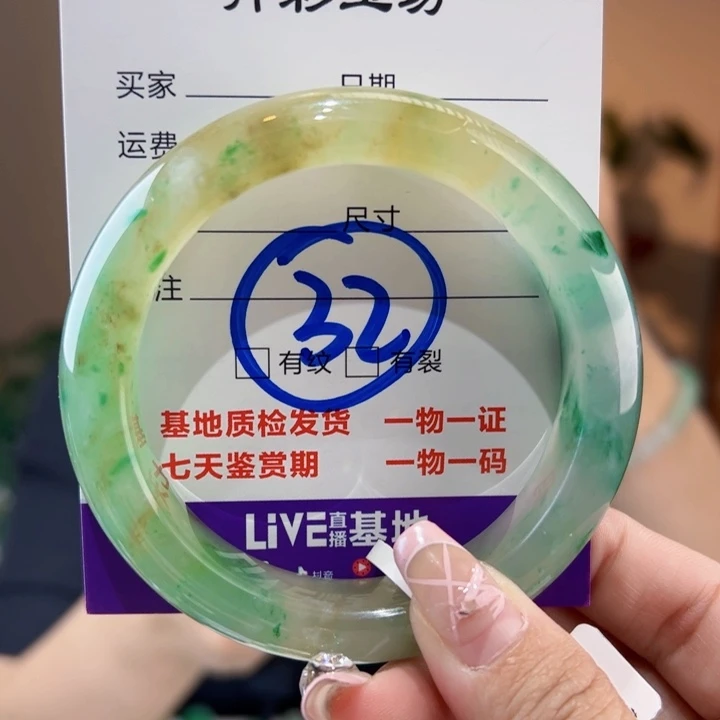 买家 日期
运费
尺寸
注
32
有纹 有裂
基地质检发货 一物一证
七天鉴赏期 一物一码
LiVE直播基地
抖音